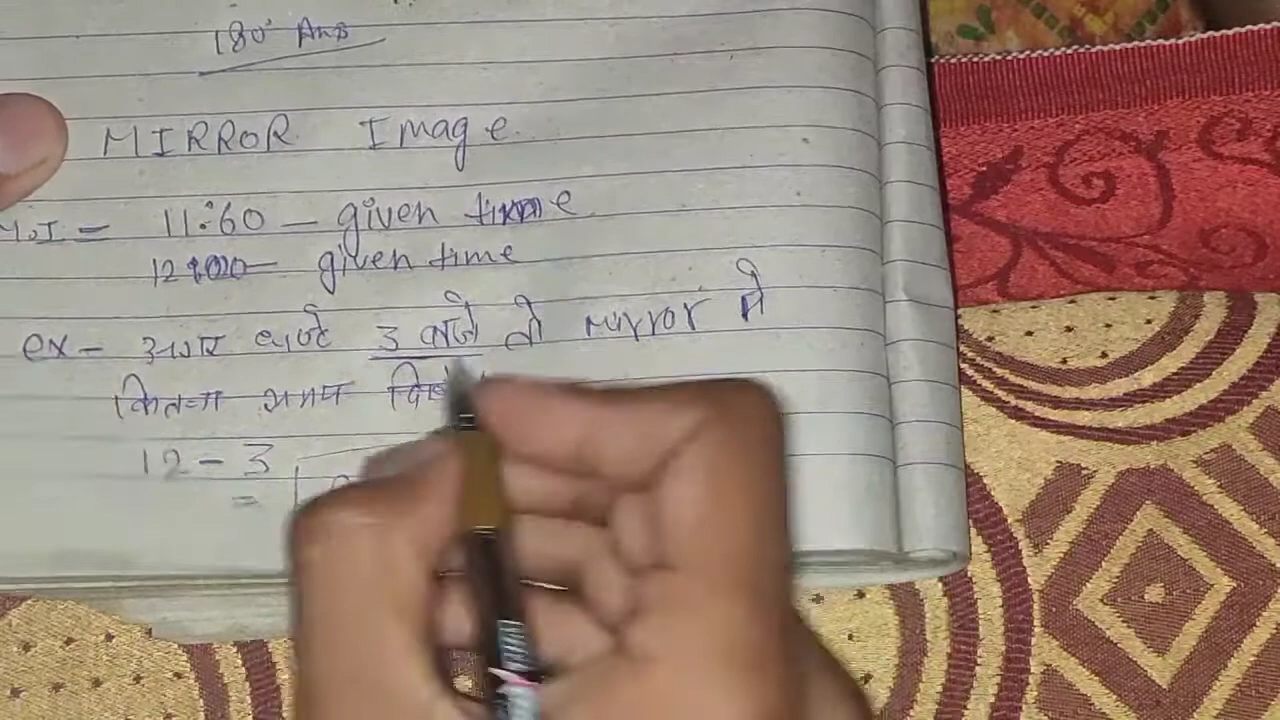 180° Ans
MIRROR Image.
M.I = 11:60 – given time
12:00 – given time
ex – अगर घण्टे 3 बजे तो mirror मे
कितना समय
12 – 3
=